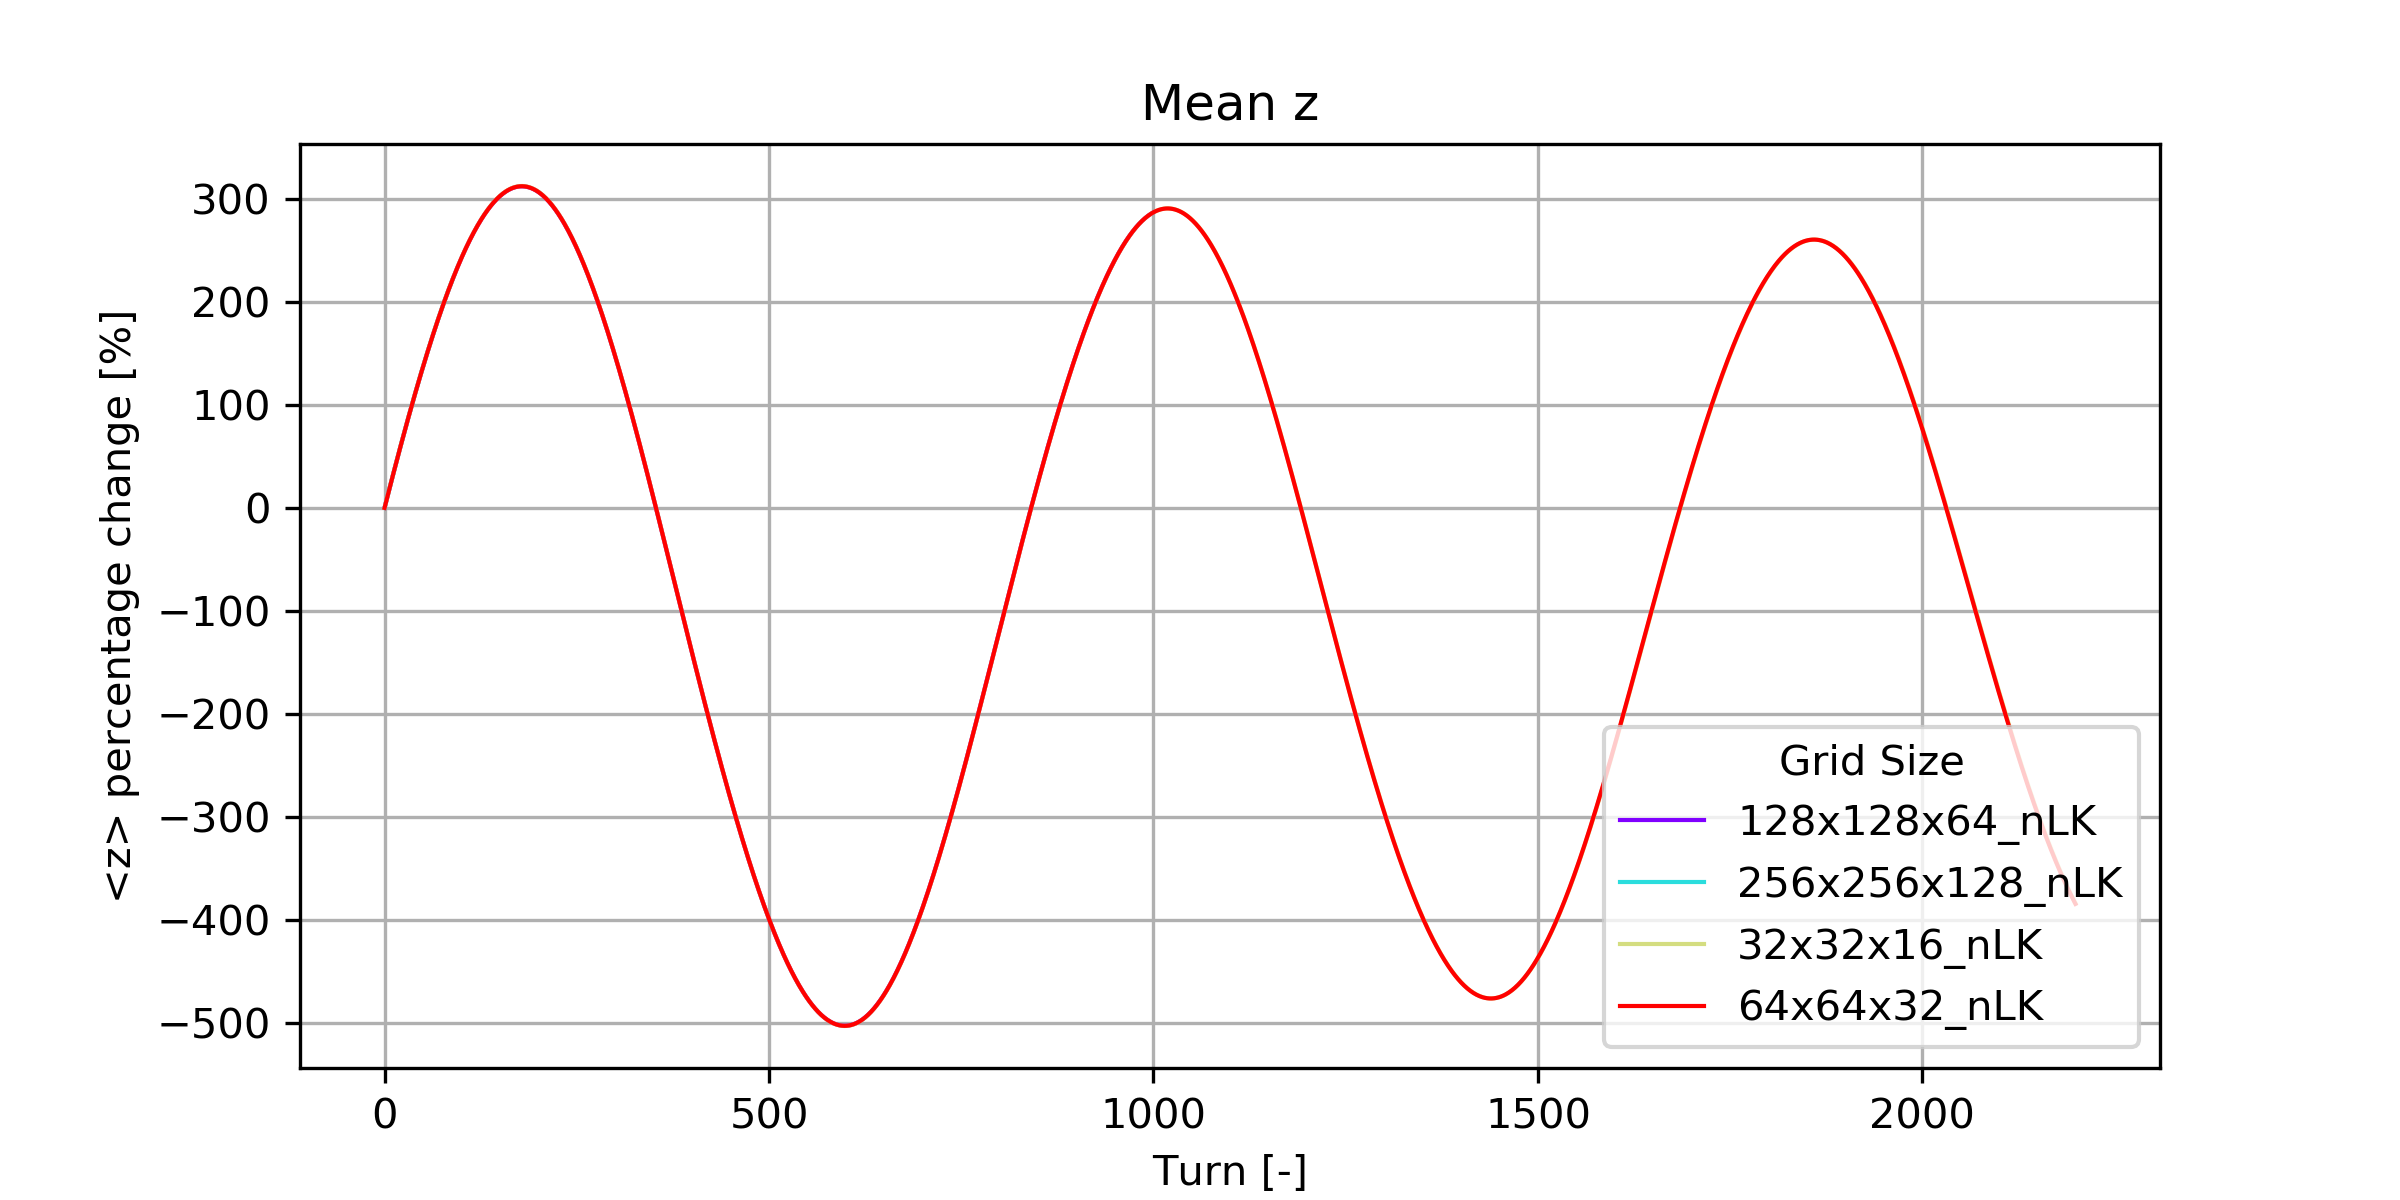 Mean z
<z> percentage change [%]
300
200
100
0
−100
−200
−300
−400
−500
Grid Size
128x128x64_nLK
256x256x128_nLK
32x32x16_nLK
64x64x32_nLK
0 500 1000 1500 2000
Turn [-]